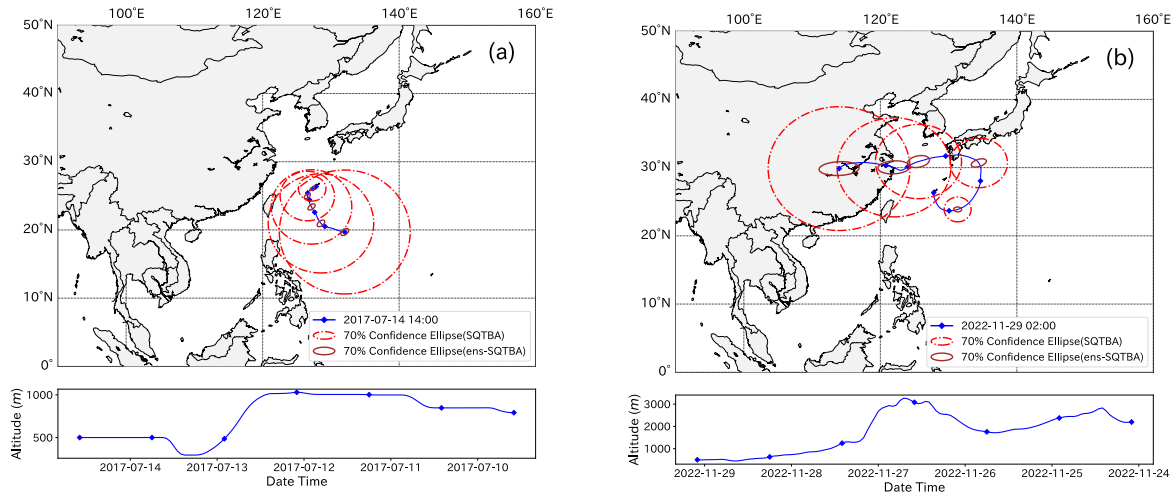 100°E 120°E 140°E 160°E
50°N
(a)
40°N
30°N
20°N
10°N
0°
2017-07-14 14:00
70% Confidence Ellipse(SQTBA)
70% Confidence Ellipse(ens-SQTBA)
Altitude (m)
1000
500
2017-07-14 2017-07-13 2017-07-12 2017-07-11 2017-07-10
Date Time
100°E 120°E 140°E 160°E
50°N
(b)
40°N
30°N
20°N
10°N
0°
2022-11-29 02:00
70% Confidence Ellipse(SQTBA)
70% Confidence Ellipse(ens-SQTBA)
Altitude (m)
3000
2000
1000
2022-11-29 2022-11-28 2022-11-27 2022-11-26 2022-11-25 2022-11-24
Date Time